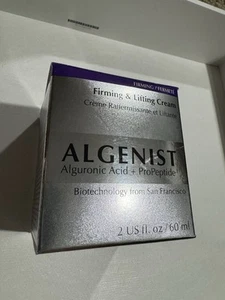 FIRMING / FERMETÉ
Firming & Lifting Cream
Crème Raffermissante et Liftante
ALGENIST
Alguronic Acid + ProPeptide
Biotechnology from San Francisco
2 US fl. oz / 60 ml